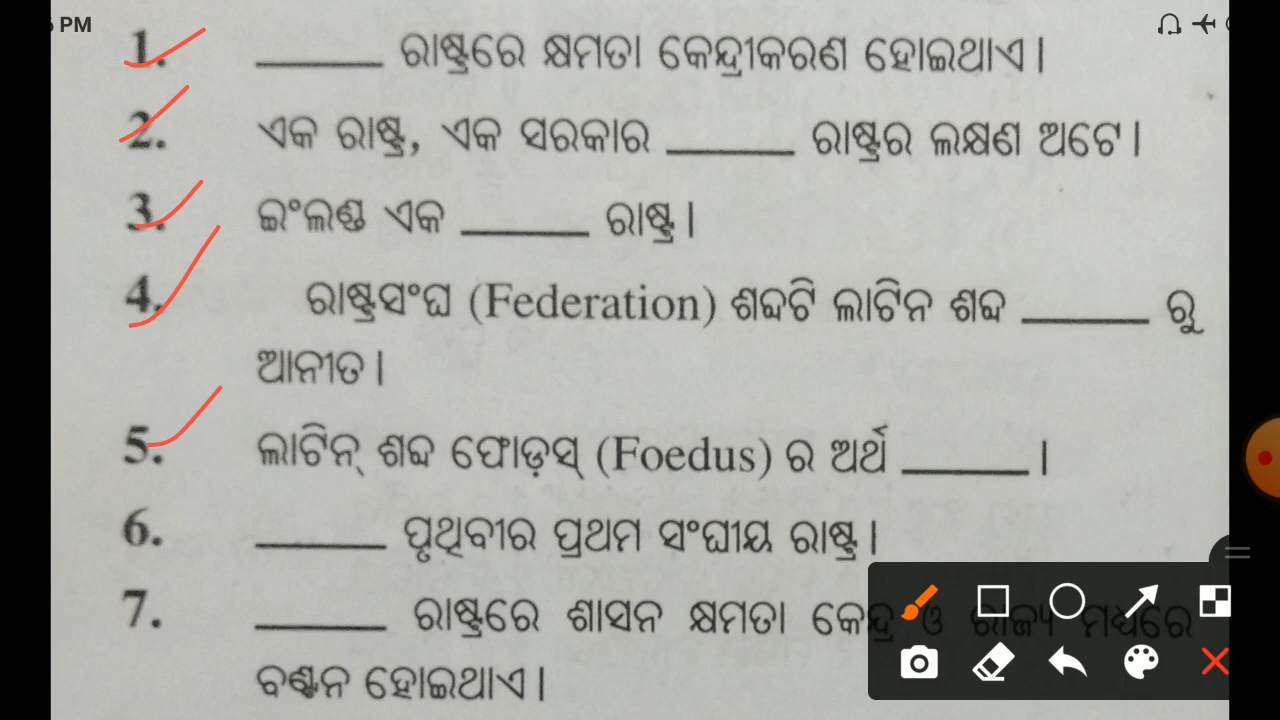 PM
1. ______ ରାଷ୍ଟ୍ରରେ କ୍ଷମତା କେନ୍ଦ୍ରୀକରଣ ହୋଇଥାଏ ।
2. ଏକ ରାଷ୍ଟ୍ର, ଏକ ସରକାର ______ ରାଷ୍ଟ୍ରର ଲକ୍ଷଣ ଅଟେ ।
3. ଇଂଲଣ୍ଡ ଏକ ______ ରାଷ୍ଟ୍ର ।
4. ରାଷ୍ଟ୍ରସଂଘ (Federation) ଶବ୍ଦଟି ଲାଟିନ ଶବ୍ଦ ______ ରୁ
ଆନୀତ ।
5. ଲାଟିନ୍ ଶବ୍ଦ ଫୋଡ଼ସ୍ (Foedus) ର ଅର୍ଥ ______ ।
6. ______ ପୃଥିବୀର ପ୍ରଥମ ସଂଘୀୟ ରାଷ୍ଟ୍ର ।
7. ______ ରାଷ୍ଟ୍ରରେ ଶାସନ କ୍ଷମତା କେନ୍ଦ୍ର ଓ ରାଜ୍ୟ ମଧ୍ୟରେ
ବଣ୍ଟନ ହୋଇଥାଏ ।